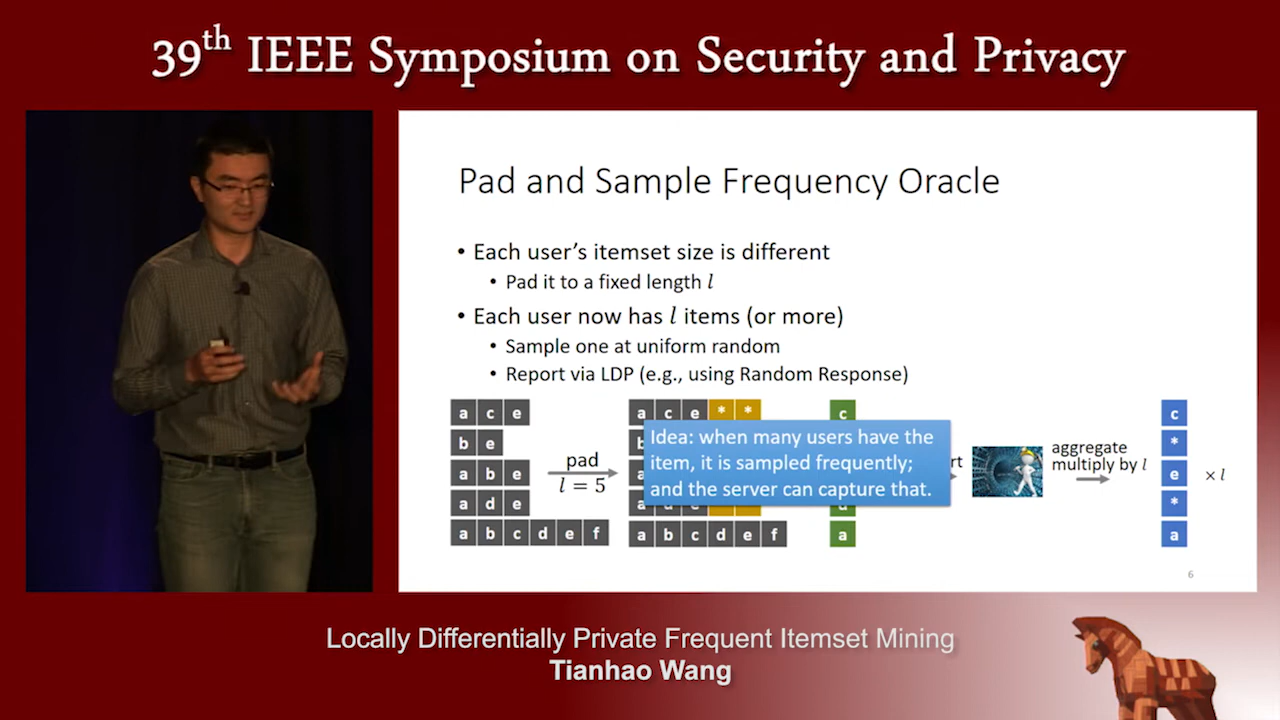 39th IEEE Symposium on Security and Privacy
Pad and Sample Frequency Oracle
• Each user's itemset size is different
• Pad it to a fixed length l
• Each user now has l items (or more)
• Sample one at uniform random
• Report via LDP (e.g., using Random Response)
a c e
b e
a b e
a d e
a b c d e f
pad
l = 5
a c e * *
a b c d e f
Idea: when many users have the
item, it is sampled frequently;
and the server can capture that.
c
a
rt
aggregate
multiply by l
c
*
e
*
a
× l
6
Locally Differentially Private Frequent Itemset Mining
Tianhao Wang